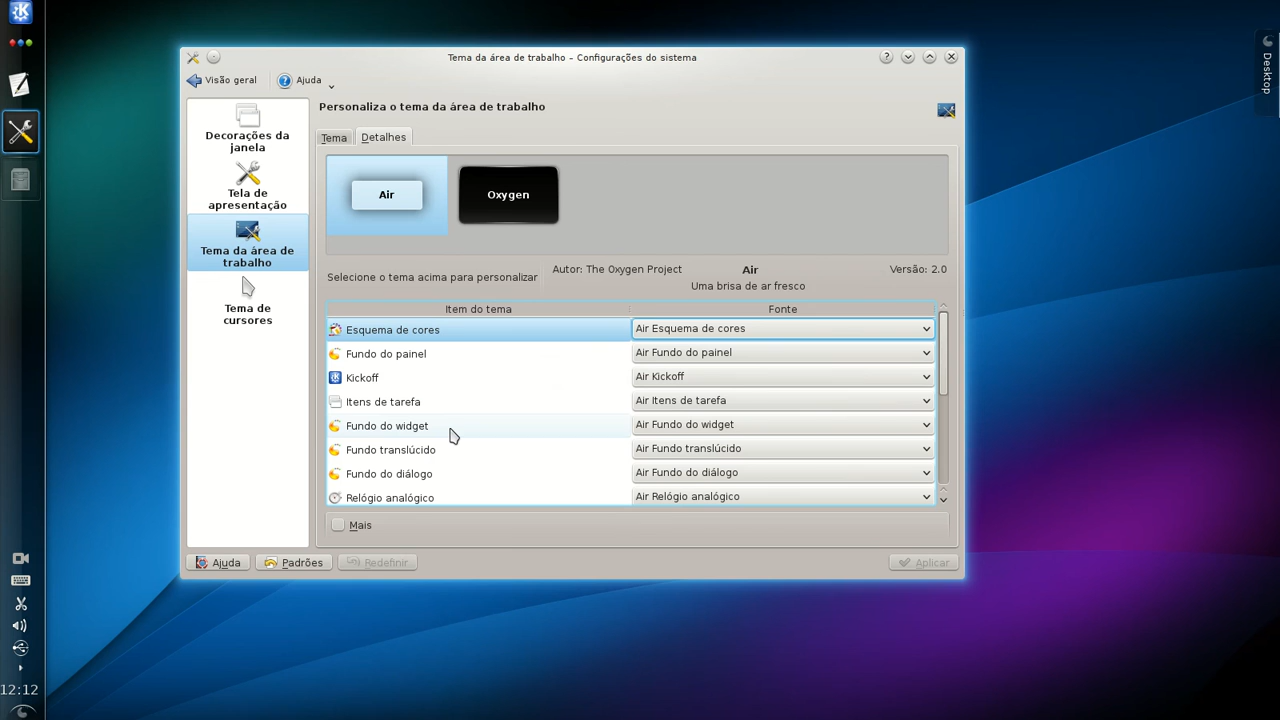 Tema da área de trabalho – Configurações do sistema
Visão geral
Ajuda
Personaliza o tema da área de trabalho
Decorações da
janela
Tela de
apresentação
Tema da área de
trabalho
Tema de
cursores
Tema
Detalhes
Air
Oxygen
Selecione o tema acima para personalizar
Autor: The Oxygen Project
Air
Versão: 2.0
Uma brisa de ar fresco
Item do tema
Fonte
Esquema de cores
Air Esquema de cores
Fundo do painel
Air Fundo do painel
Kickoff
Air Kickoff
Itens de tarefa
Air Itens de tarefa
Fundo do widget
Air Fundo do widget
Fundo translúcido
Air Fundo translúcido
Fundo do diálogo
Air Fundo do diálogo
Relógio analógico
Air Relógio analógico
Mais
Ajuda
Padrões
Redefinir
Aplicar
Desktop
12:12